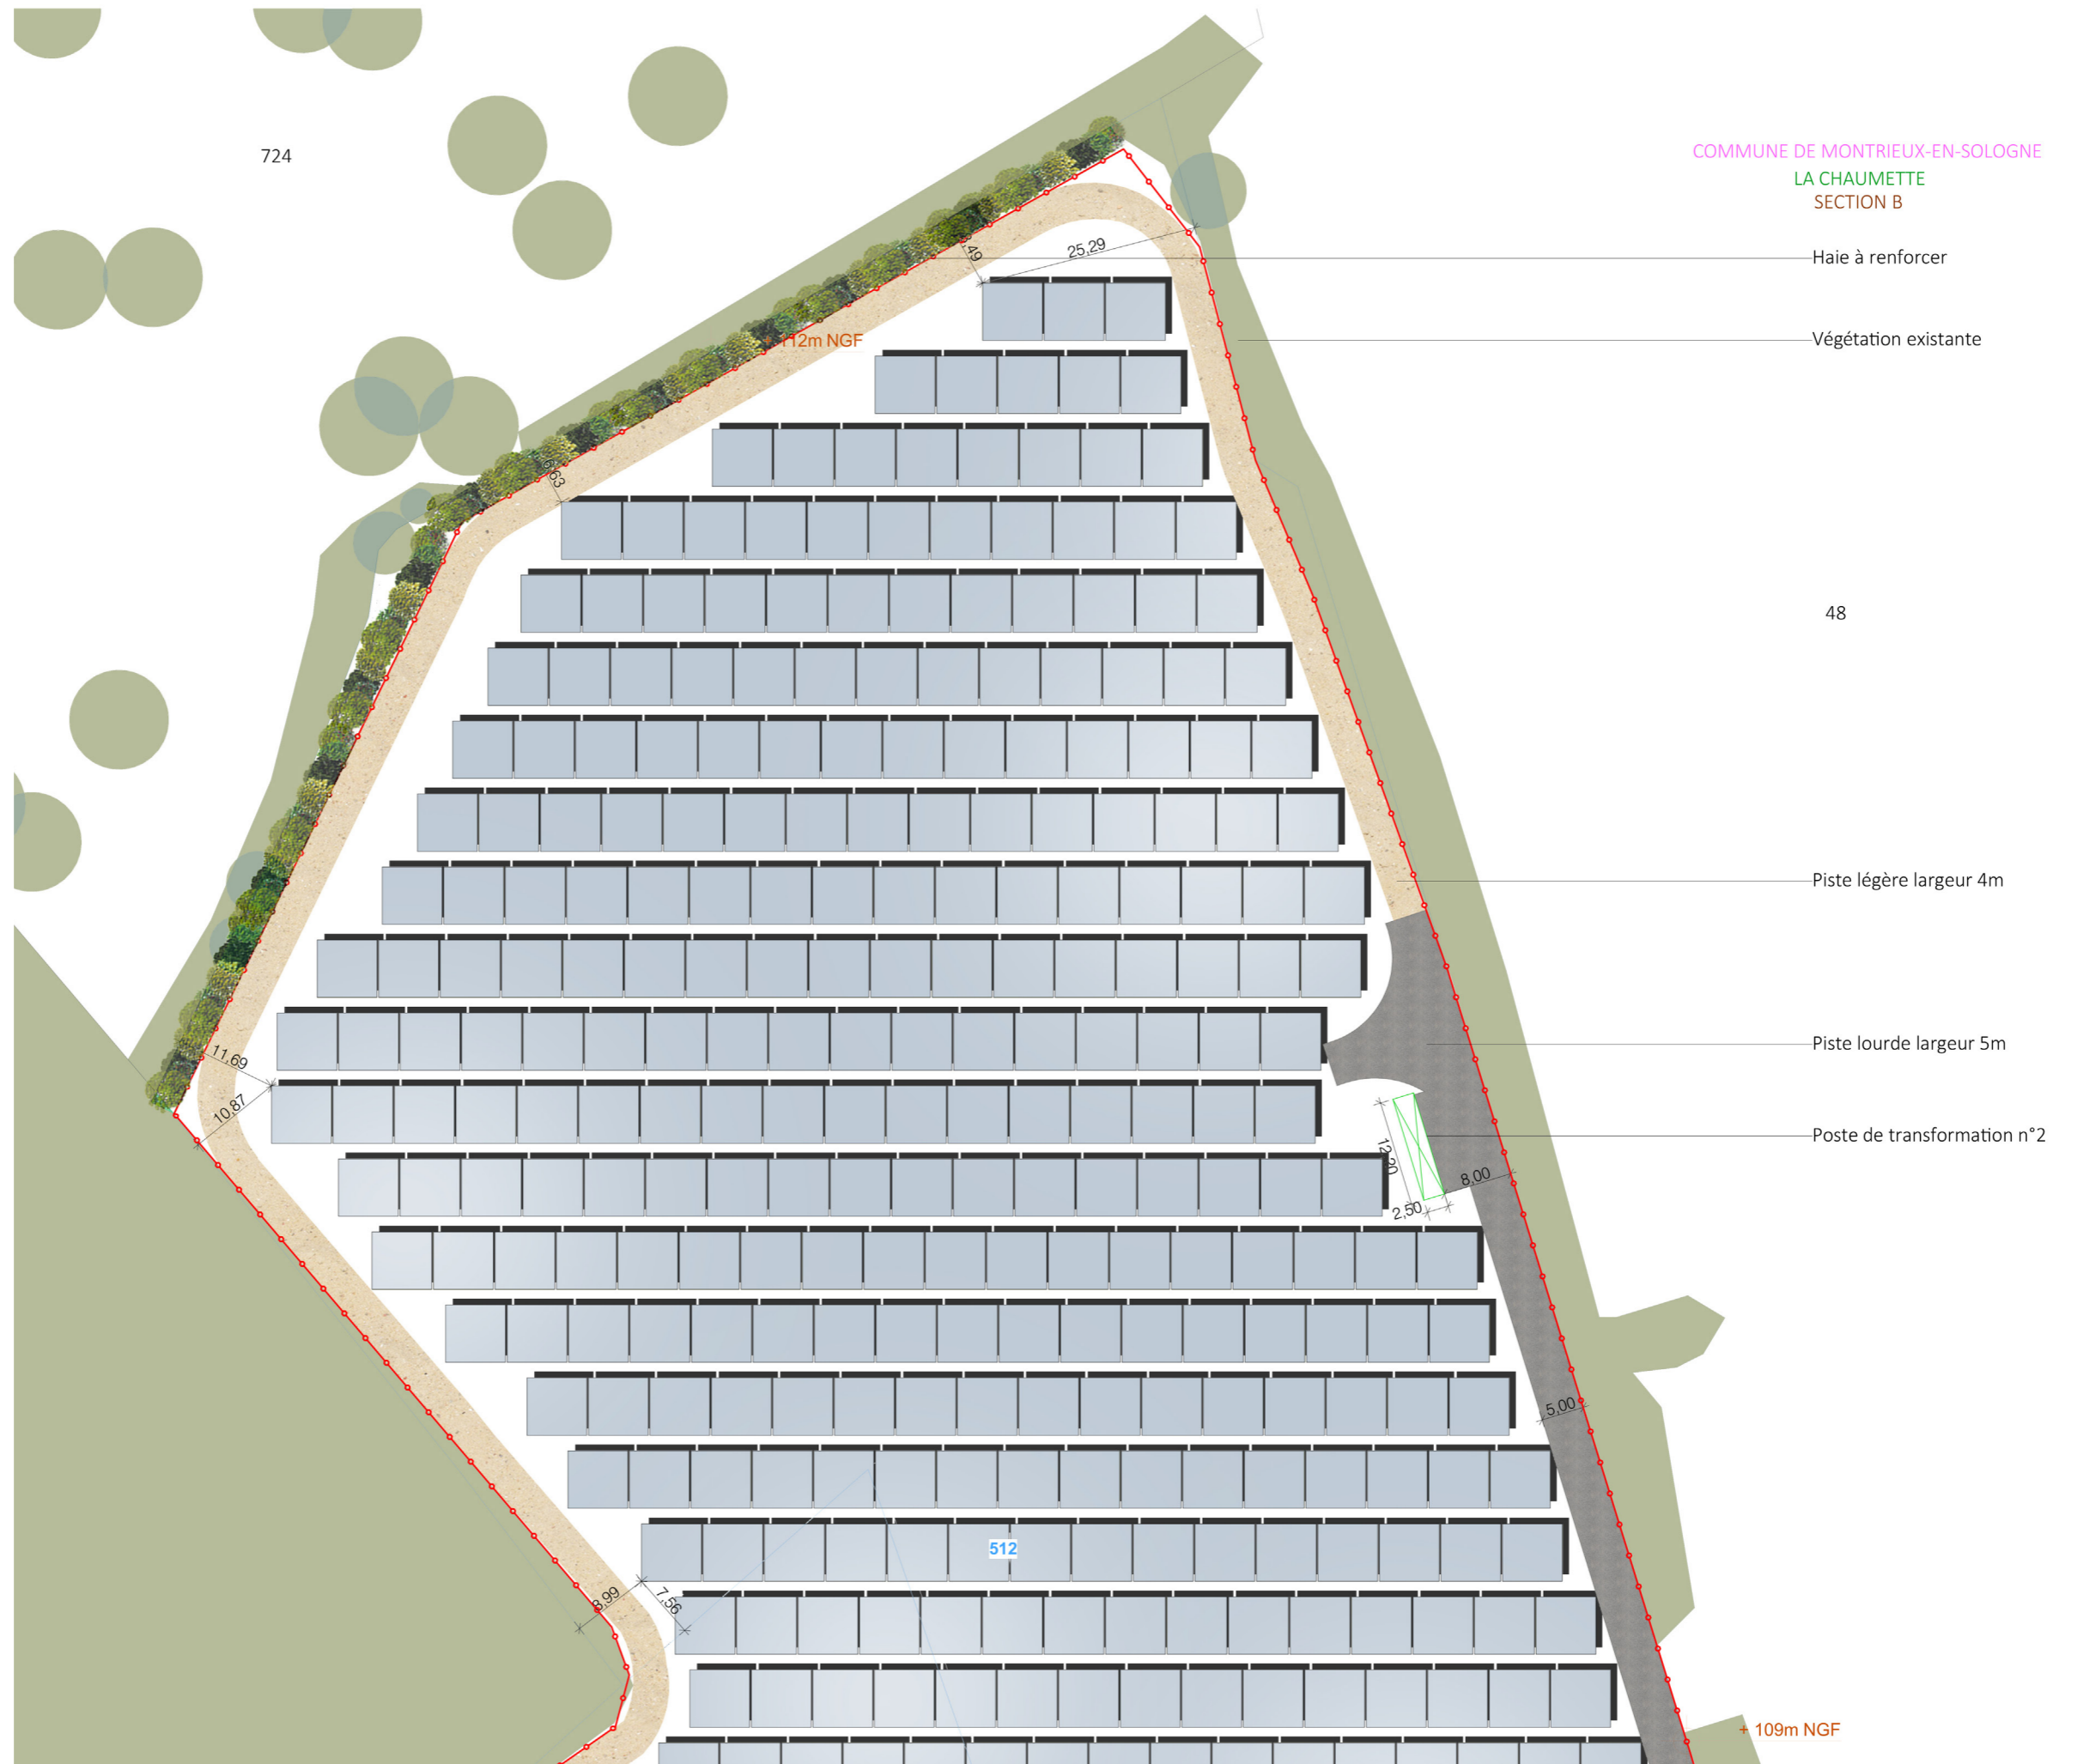 724
COMMUNE DE MONTRIEUX-EN-SOLOGNE
LA CHAUMETTE
SECTION B
25,29
Haie à renforcer
Végétation existante
6,63
48
Piste légère largeur 4m
Piste lourde largeur 5m
11,69
10,87
Poste de transformation n°2
12,20
8,00
2,50
5,00
512
8,99
7,56
+ 109m NGF